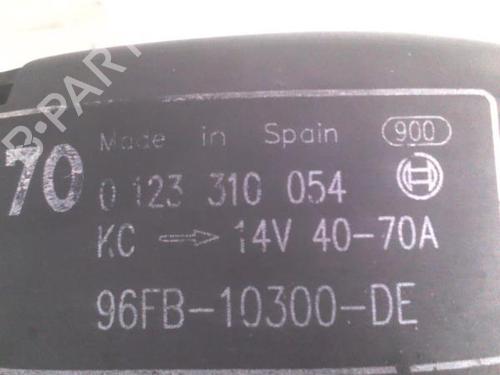 Made in Spain 900
70
0 123 310 054
KC → 14V 40-70A
96FB-10300-DE
B-PART